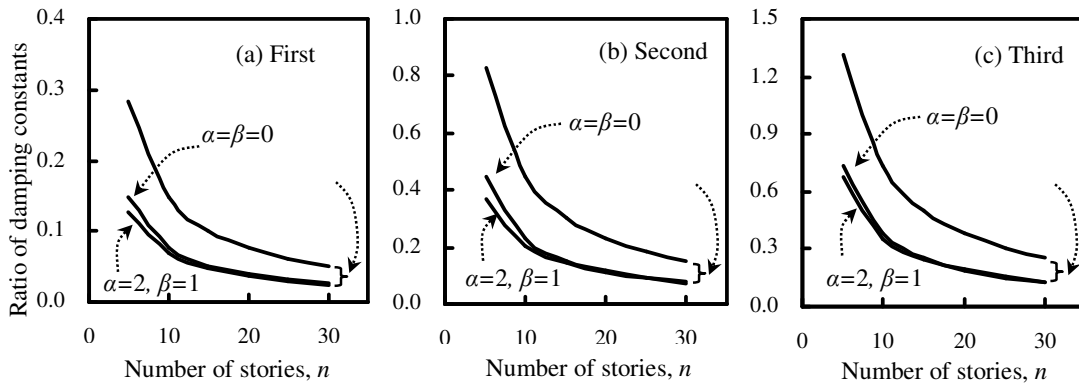 Ratio of damping constants
0.4
0.3
0.2
0.1
0.0
(a) First
α=β=0
α=2, β=1
0
10
20
30
Number of stories, n
1.0
0.8
0.6
0.4
0.2
0.0
(b) Second
α=β=0
α=2, β=1
0
10
20
30
Number of stories, n
1.5
1.2
0.9
0.6
0.3
0.0
(c) Third
α=β=0
α=2, β=1
0
10
20
30
Number of stories, n